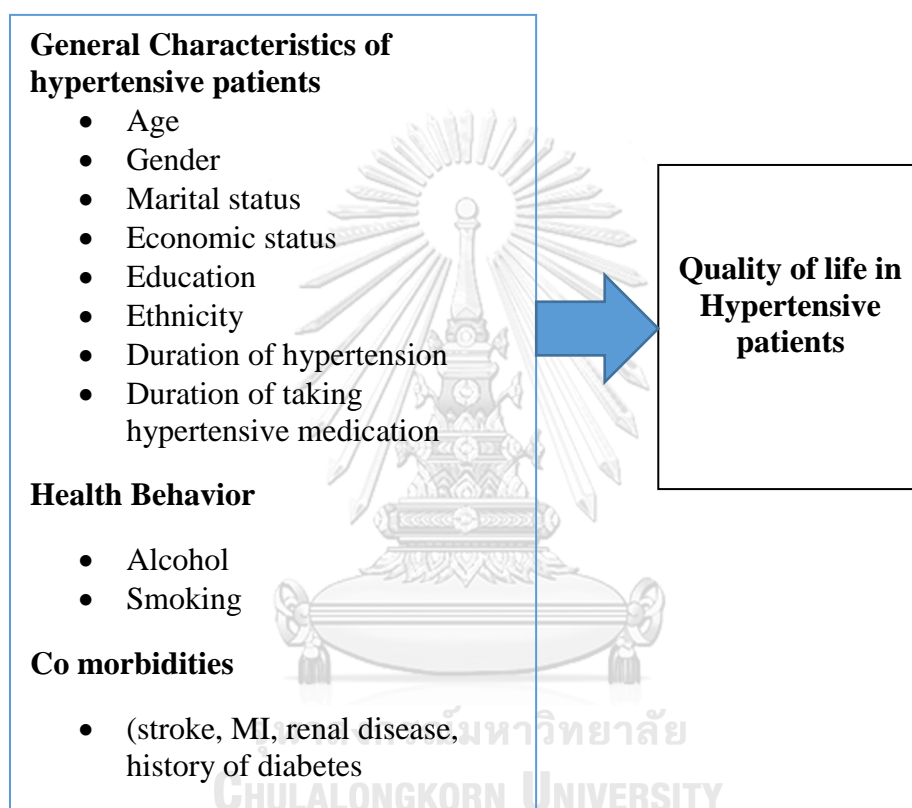 General Characteristics of
hypertensive patients
• Age
• Gender
• Marital status
• Economic status
• Education
• Ethnicity
• Duration of hypertension
• Duration of taking
hypertensive medication
Health Behavior
• Alcohol
• Smoking
Co morbidities
• (stroke, MI, renal disease,
history of diabetes
Quality of life in
Hypertensive
patients
จุฬาลงกรณ์มหาวิทยาลัย
CHULALONGKORN UNIVERSITY